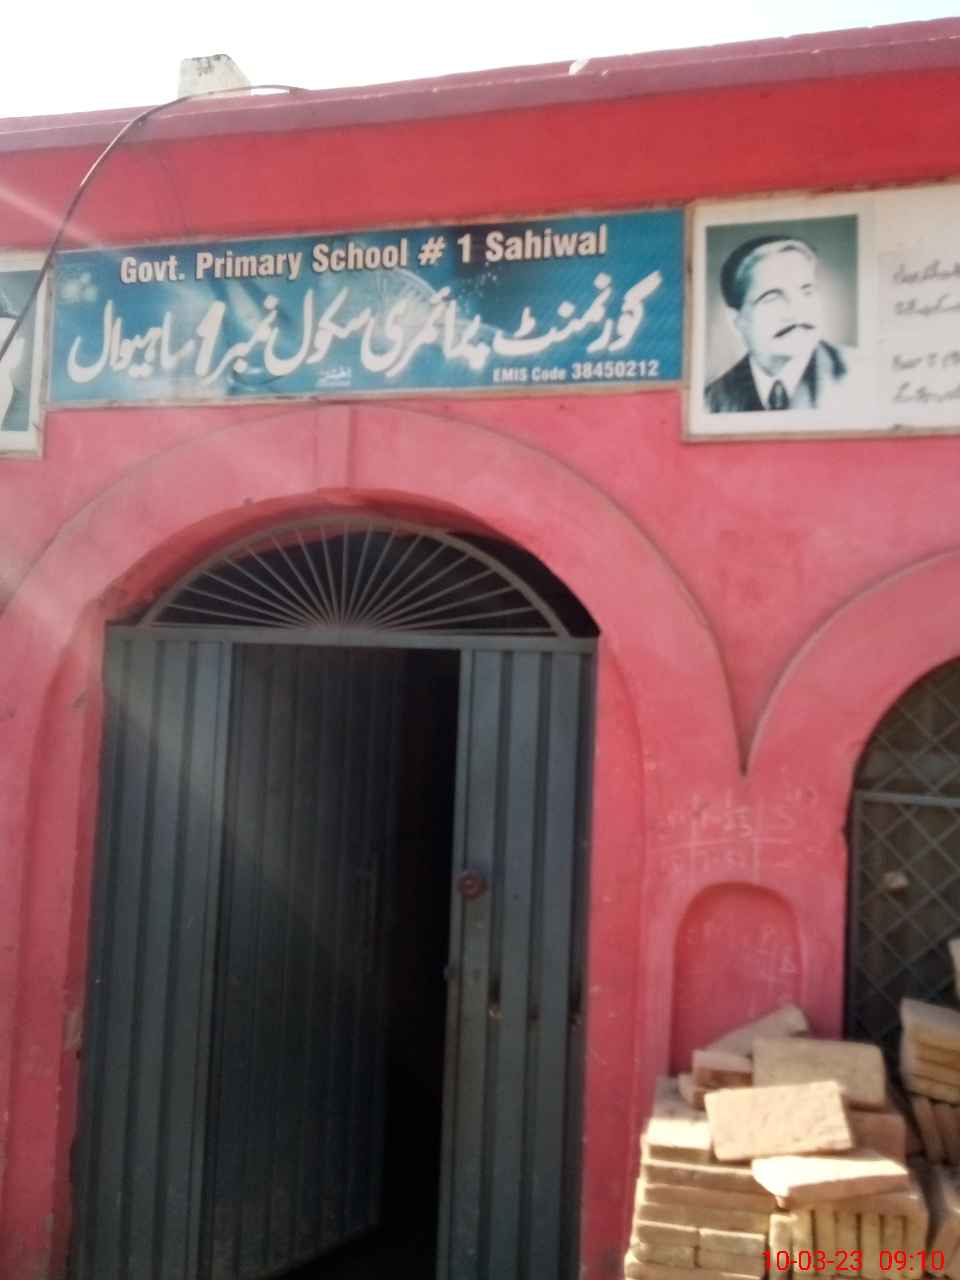 Govt. Primary School # 1 Sahiwal
گورنمنٹ پرائمری سکول نمبر 1 ساہیوال
EMIS Code 38450212
10-03-23 09:10